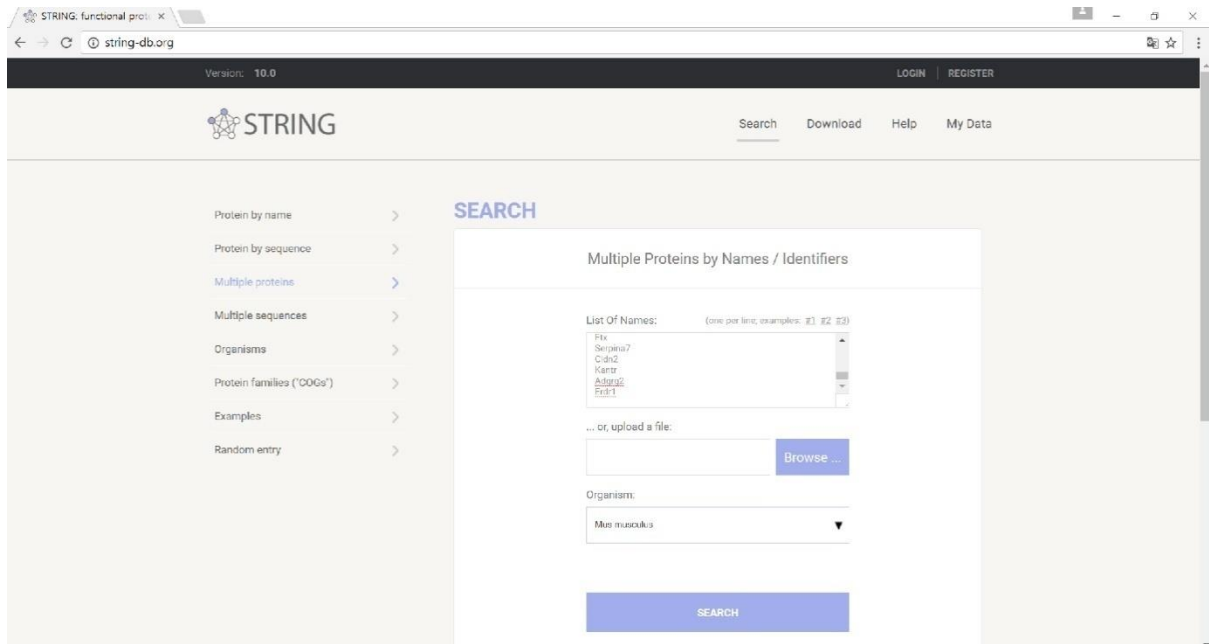 STRING: functional prot
string-db.org
Version: 10.0
LOGIN | REGISTER
STRING
Search Download Help My Data
Protein by name
Protein by sequence
Multiple proteins
Multiple sequences
Organisms
Protein families ("COGs")
Examples
Random entry
SEARCH
Multiple Proteins by Names / Identifiers
List Of Names: (one per line; examples: #1 #2 #3)
Ftx
Serpina7
Cldn2
Kantr
Adgrg2
Erdr1
... or, upload a file:
Browse ...
Organism:
Mus musculus
SEARCH